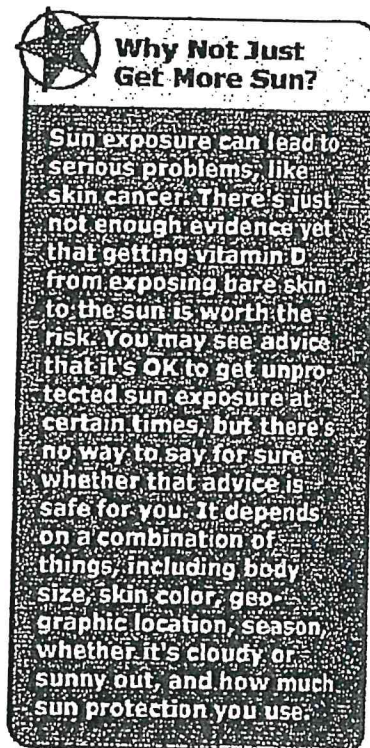 Why Not Just
Get More Sun?
Sun exposure can lead to
serious problems, like
skin cancer. There's just
not enough evidence yet
that getting vitamin D
from exposing bare skin
to the sun is worth the
risk. You may see advice
that it's OK to get unpro-
tected sun exposure at
certain times, but there's
no way to say for sure
whether that advice is
safe for you. It depends
on a combination of
things, including body
size, skin color, geo-
graphic location, season,
whether it's cloudy or
sunny out, and how much
sun protection you use.